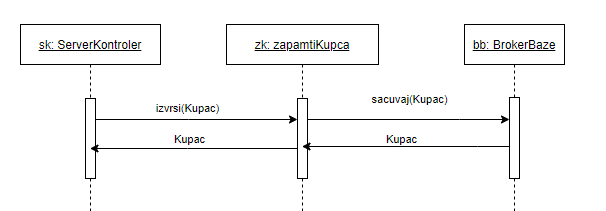 sk: ServerKontroler
zk: zapamtiKupca
bb: BrokerBaze
izvrsi(Kupac)
sacuvaj(Kupac)
Kupac
Kupac